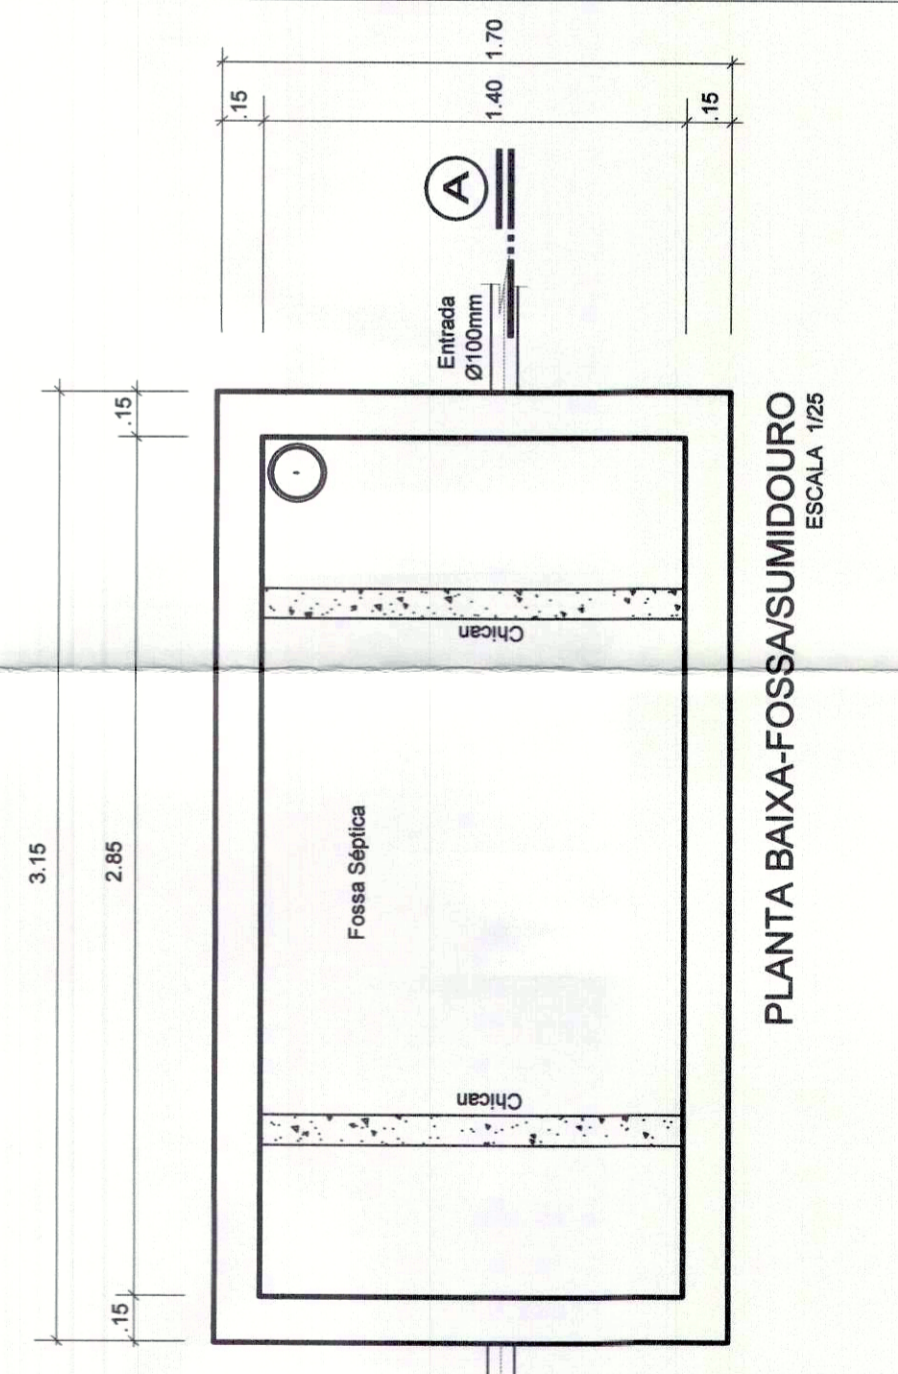 1.70
.15
1.40
.15
A
Entrada
Ø100mm
3.15
.15
2.85
.15
Chican
Fossa Séptica
Chican
PLANTA BAIXA-FOSSA/SUMIDOURO
ESCALA 1/25